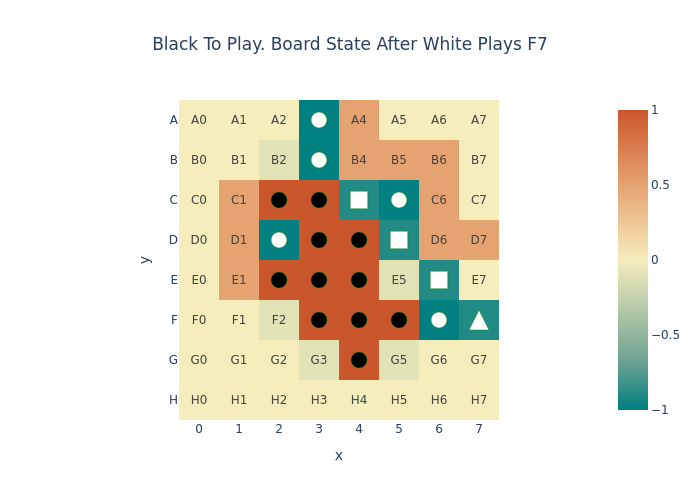 Black To Play. Board State After White Plays F7
A A0 A1 A2 A4 A5 A6 A7
B B0 B1 B2 B4 B5 B6 B7
C C0 C1 C6 C7
D D0 D1 D6 D7
E E0 E1 E5 E7
F F0 F1 F2
G G0 G1 G2 G3 G5 G6 G7
H H0 H1 H2 H3 H4 H5 H6 H7
0 1 2 3 4 5 6 7
x
y
1
0.5
0
−0.5
−1